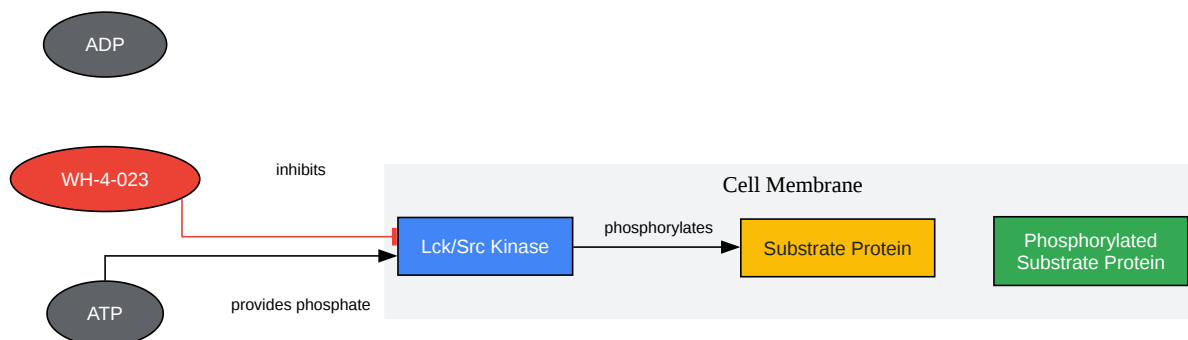 ADP
WH-4-023
inhibits
Cell Membrane
Lck/Src Kinase
phosphorylates
Substrate Protein
Phosphorylated
Substrate Protein
provides phosphate
ATP